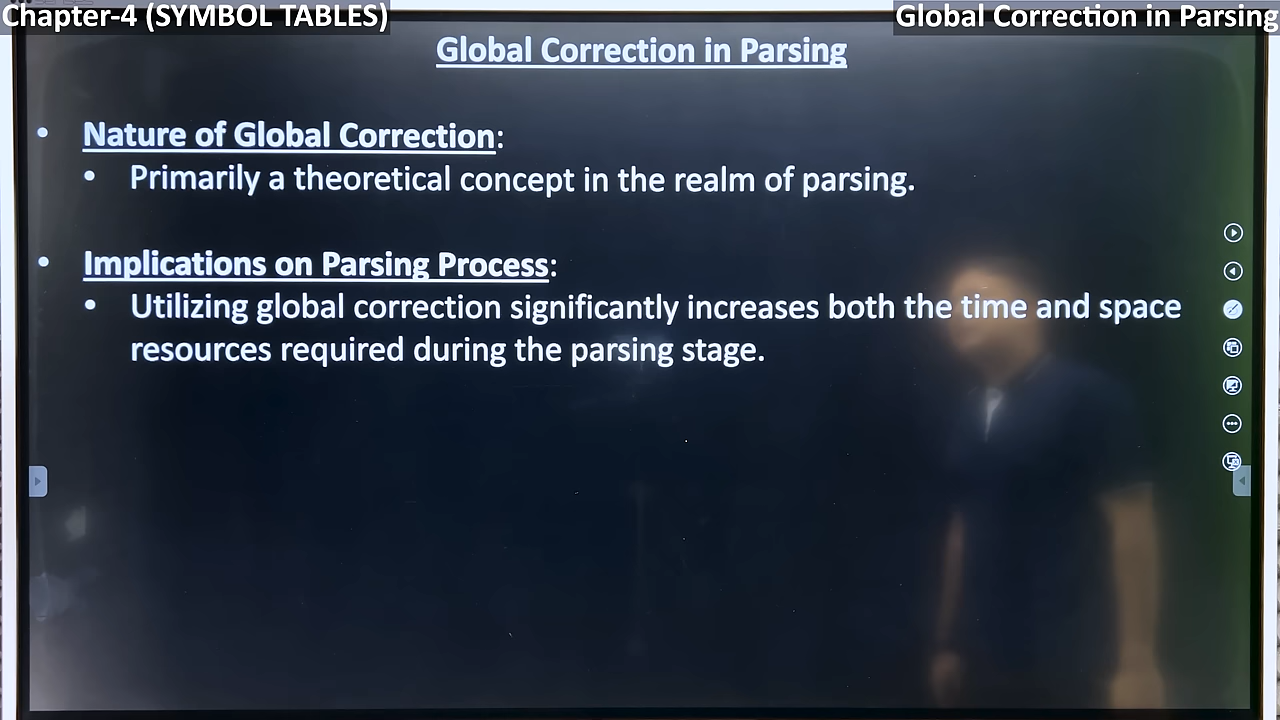 Chapter-4 (SYMBOL TABLES)
Global Correction in Parsing
Global Correction in Parsing
• Nature of Global Correction:
• Primarily a theoretical concept in the realm of parsing.
• Implications on Parsing Process:
• Utilizing global correction significantly increases both the time and space
resources required during the parsing stage.